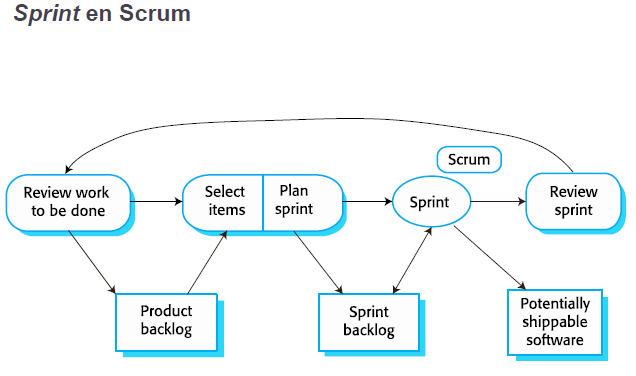 Sprint en Scrum
Scrum
Review work
to be done
Select
items
Plan
sprint
Sprint
Review
sprint
Product
backlog
Sprint
backlog
Potentially
shippable
software